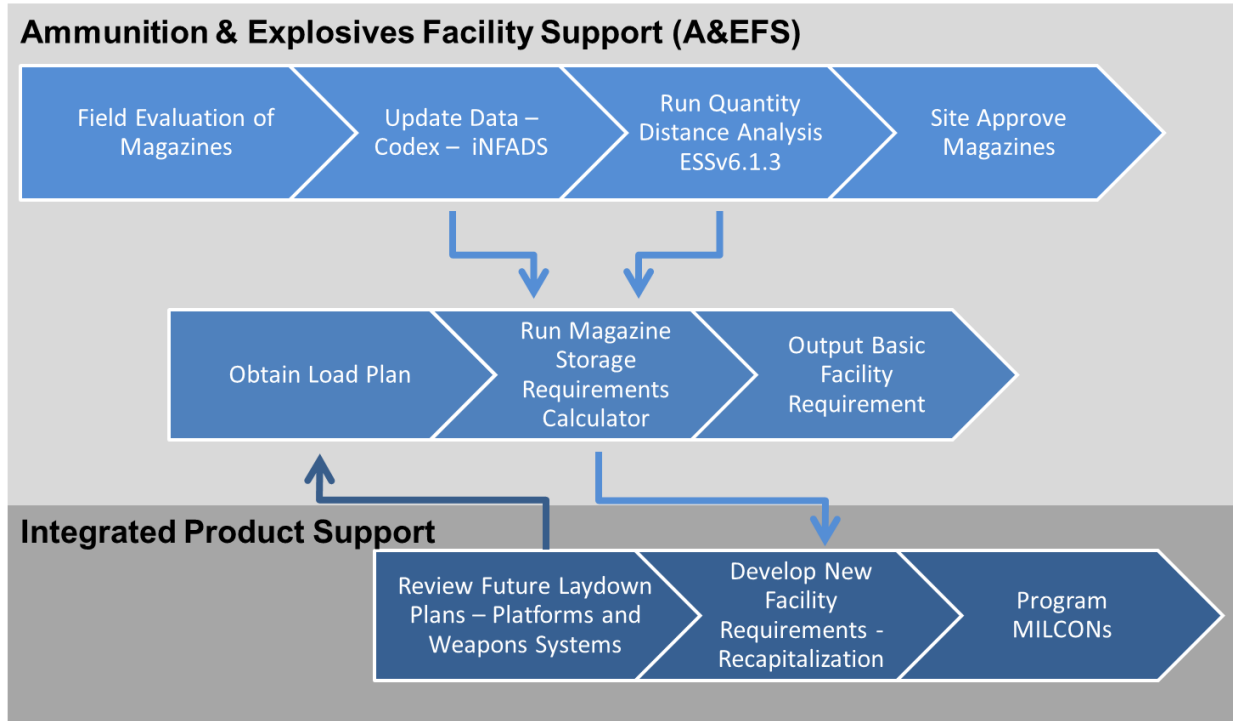 Ammunition & Explosives Facility Support (A&EFS)
Field Evaluation of
Magazines
Update Data –
Codex – iNFADS
Run Quantity
Distance Analysis
ESSv6.1.3
Site Approve
Magazines
Obtain Load Plan
Run Magazine
Storage
Requirements
Calculator
Output Basic
Facility
Requirement
Integrated Product Support
Review Future Laydown
Plans – Platforms and
Weapons Systems
Develop New
Facility
Requirements -
Recapitalization
Program
MILCONs